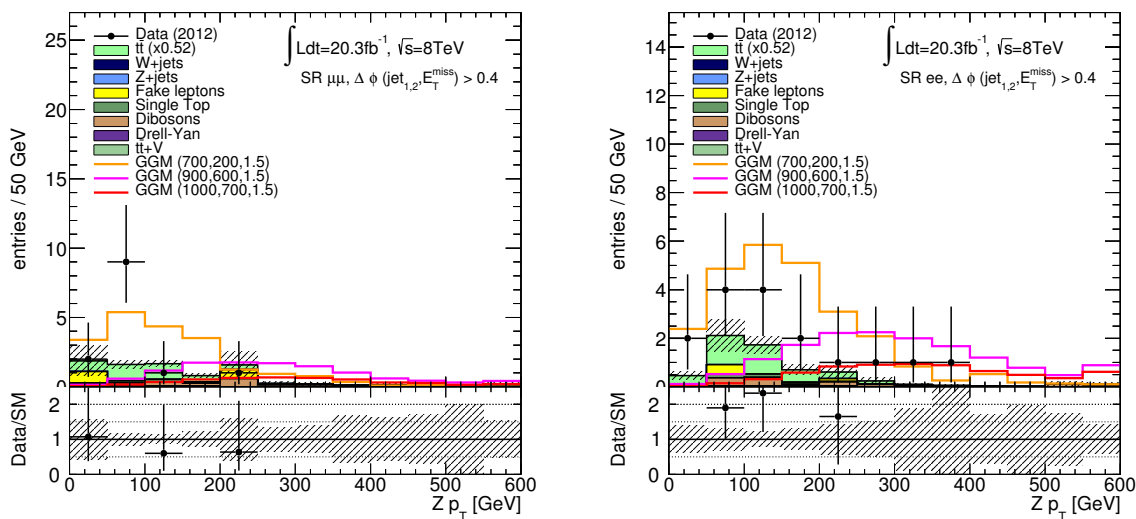 Data (2012)
tt̄ (x0.52)
W+jets
Z+jets
Fake leptons
Single Top
Dibosons
Drell-Yan
tt̄+V
GGM (700,200,1.5)
GGM (900,600,1.5)
GGM (1000,700,1.5)
∫Ldt=20.3fb⁻¹, √s=8TeV
SR μμ, Δ ϕ (jet₁,₂,E_T^miss) > 0.4
entries / 50 GeV
25
20
15
10
5
0
Data/SM
2
1
0
0 100 200 300 400 500 600
Z p_T [GeV]
Data (2012)
tt̄ (x0.52)
W+jets
Z+jets
Fake leptons
Single Top
Dibosons
Drell-Yan
tt̄+V
GGM (700,200,1.5)
GGM (900,600,1.5)
GGM (1000,700,1.5)
∫Ldt=20.3fb⁻¹, √s=8TeV
SR ee, Δ ϕ (jet₁,₂,E_T^miss) > 0.4
entries / 50 GeV
14
12
10
8
6
4
2
0
Data/SM
2
1
0
0 100 200 300 400 500 600
Z p_T [GeV]